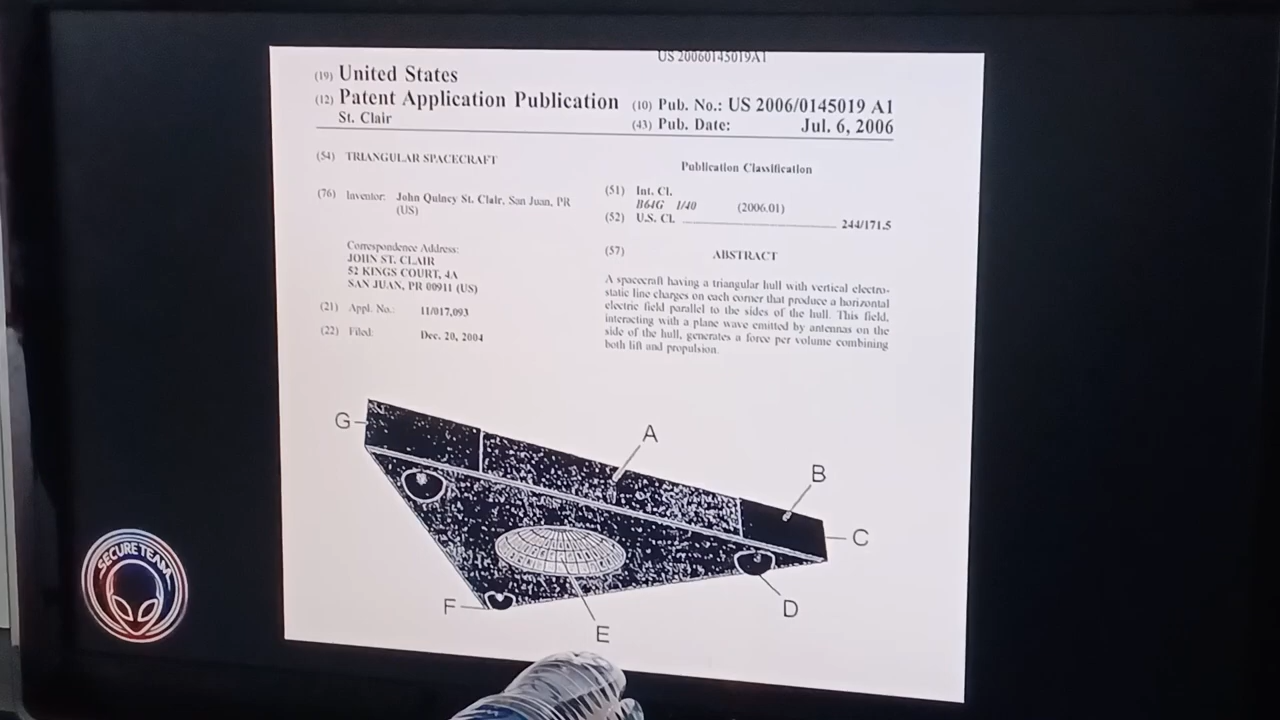 US 20060145019A1
(19) United States
(12) Patent Application Publication
St. Clair
(10) Pub. No.: US 2006/0145019 A1
(43) Pub. Date: Jul. 6, 2006
(54) TRIANGULAR SPACECRAFT
(76) Inventor: John Quincy St. Clair, San Juan, PR
(US)
Correspondence Address:
JOHN ST. CLAIR
52 KINGS COURT, 4A
SAN JUAN, PR 00911 (US)
(21) Appl. No.: 11/017,093
(22) Filed: Dec. 20, 2004
Publication Classification
(51) Int. Cl.
B64G 1/40 (2006.01)
(52) U.S. Cl. 244/171.5
(57) ABSTRACT
A spacecraft having a triangular hull with vertical electro-
static line charges on each corner that produce a horizontal
electric field parallel to the sides of the hull. This field,
interacting with a plane wave emitted by antennas on the
side of the hull, generates a force per volume combining
both lift and propulsion.
G
A
B
C
D
F
E
SECURETEAM